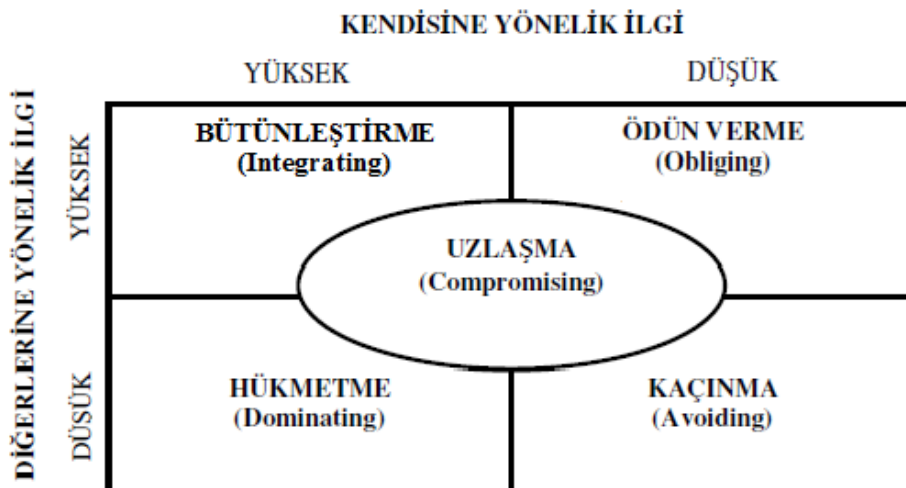 KENDİSİNE YÖNELİK İLGİ
YÜKSEK
DÜŞÜK
DİĞERLERİNE YÖNELİK İLGİ
YÜKSEK
BÜTÜNLEŞTİRME
(Integrating)
ÖDÜN VERME
(Obliging)
UZLAŞMA
(Compromising)
DÜSÜK
HÜKMETME
(Dominating)
KAÇINMA
(Avoiding)